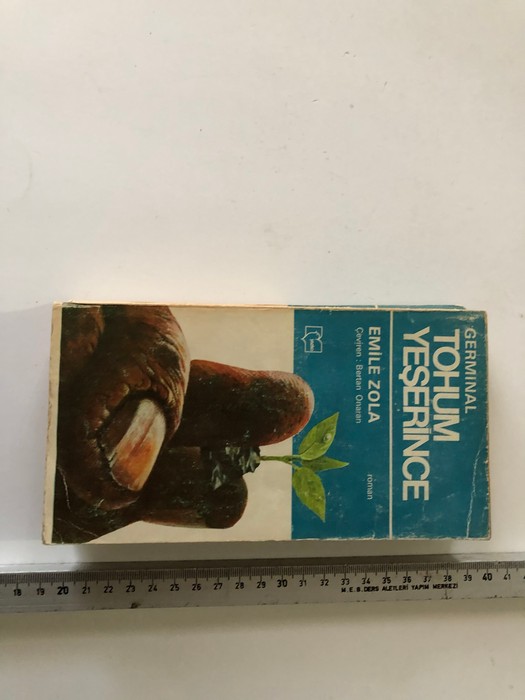 GERMINAL
TOHUM
YEŞERİNCE
EMİLE ZOLA
Çeviren : Bertan Onaran
roman
18 19 20 21 22 23 24 25 26 27 28 29 30 31 32 33 34 35 36 37 38 39 40 41
M.E.B. DERS ALETLERİ YAPIM MERKEZİ